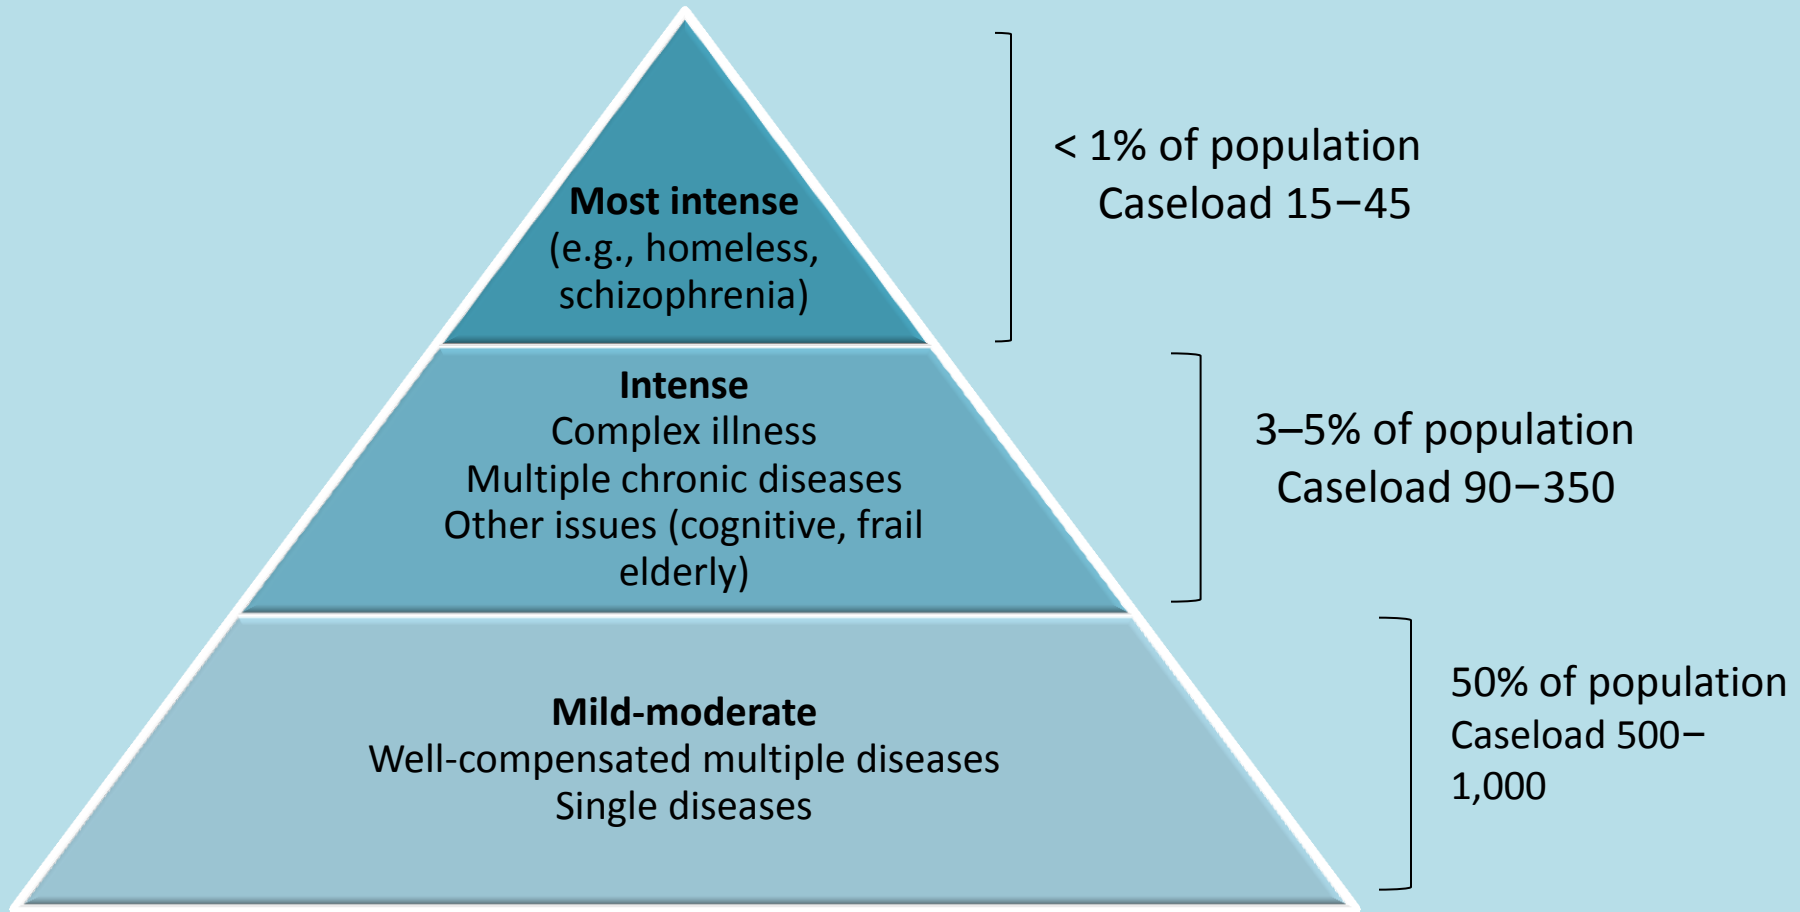 Most intense
(e.g., homeless,
schizophrenia)
< 1% of population
Caseload 15–45
Intense
Complex illness
Multiple chronic diseases
Other issues (cognitive, frail
elderly)
3–5% of population
Caseload 90–350
Mild-moderate
Well-compensated multiple diseases
Single diseases
50% of population
Caseload 500–
1,000